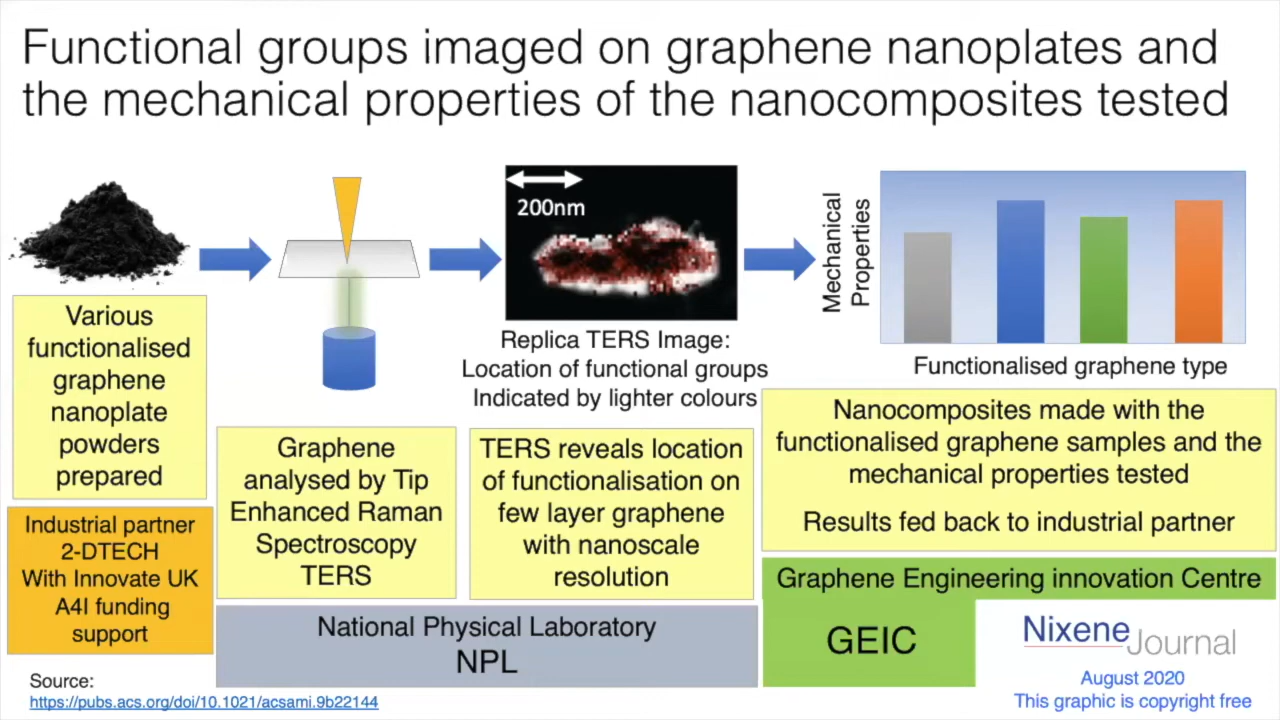 Functional groups imaged on graphene nanoplates and
the mechanical properties of the nanocomposites tested
200nm
Mechanical
Properties
Replica TERS Image:
Location of functional groups
Indicated by lighter colours
Functionalised graphene type
Various
functionalised
graphene
nanoplate
powders
prepared
Graphene
analysed by Tip
Enhanced Raman
Spectroscopy
TERS
TERS reveals location
of functionalisation on
few layer graphene
with nanoscale
resolution
Nanocomposites made with the
functionalised graphene samples and the
mechanical properties tested
Results fed back to industrial partner
Industrial partner
2-DTECH
With Innovate UK
A4I funding
support
National Physical Laboratory
NPL
Graphene Engineering innovation Centre
GEIC
Nixene Journal
August 2020
This graphic is copyright free
Source:
https://pubs.acs.org/doi/10.1021/acsami.9b22144